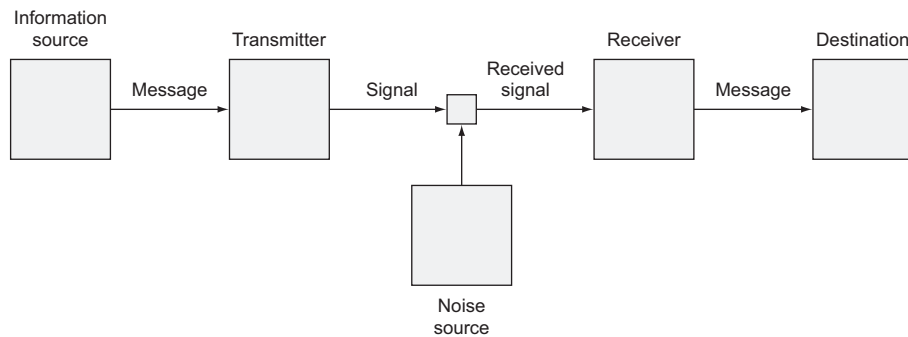 Information
source
Transmitter
Receiver
Destination
Message
Signal
Received
signal
Message
Noise
source